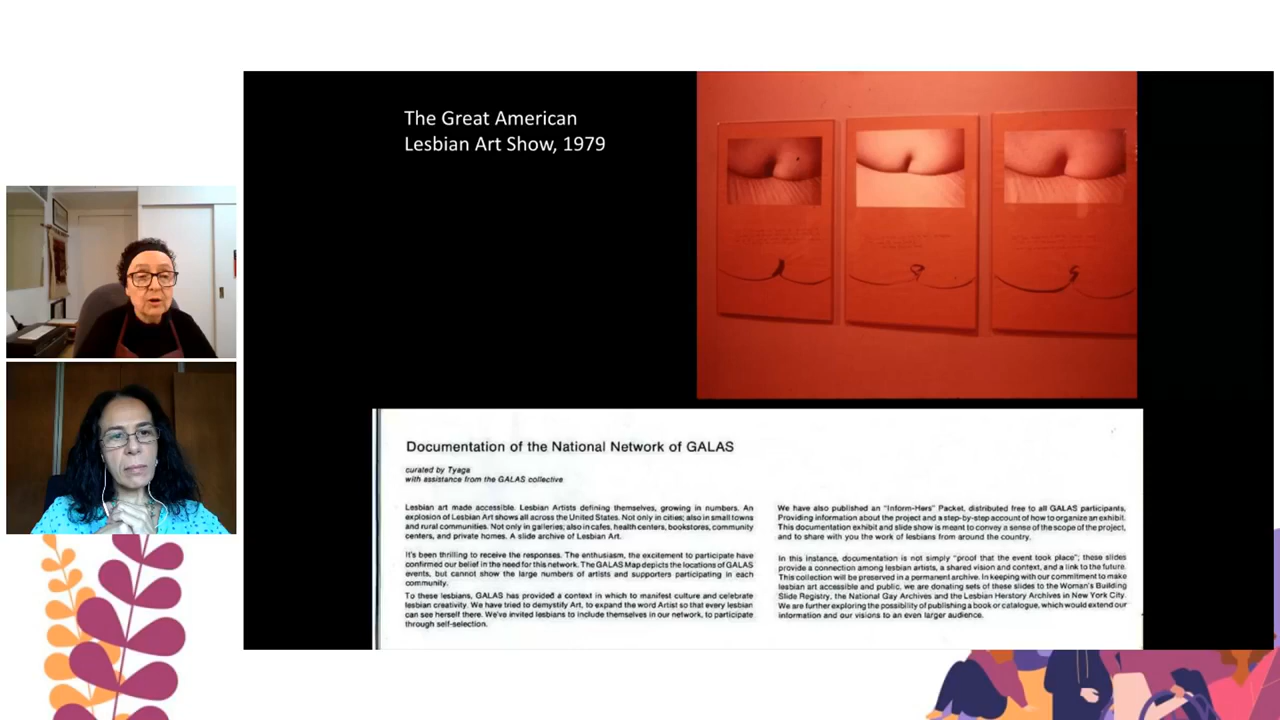 The Great American
Lesbian Art Show, 1979
Documentation of the National Network of GALAS
curated by Tyaga
with assistance from the GALAS collective
Lesbian art made accessible. Lesbian Artists defining themselves, growing in numbers. An
explosion of Lesbian Art shows all across the United States. Not only in cities; also in small towns
and rural communities. Not only in galleries; also in cafes, health centers, bookstores, community
centers, and private homes. A slide archive of Lesbian Art.
It's been thrilling to receive the responses. The enthusiasm, the excitement to participate have
confirmed our belief in the need for this network. The GALAS Map depicts the locations of GALAS
events, but cannot show the large numbers of artists and supporters participating in each
community.
To these lesbians, GALAS has provided a context in which to manifest culture and celebrate
lesbian creativity. We have tried to demystify Art, to expand the word Artist so that every lesbian
can see herself there. We've invited lesbians to include themselves in our network, to participate
through self-selection.
We have also published an "Inform-Hers" Packet, distributed free to all GALAS participants.
Providing information about the project and a step-by-step account of how to organize an exhibit.
This documentation exhibit and slide show is meant to convey a sense of the scope of the project,
and to share with you the work of lesbians from around the country.
In this instance, documentation is not simply "proof that the event took place"; these slides
provide a connection among lesbian artists, a shared vision and context, and a link to the future.
This collection will be preserved in a permanent archive. In keeping with our commitment to make
lesbian art accessible and public, we are donating sets of these slides to the Woman's Building
Slide Registry, the National Gay Archives and the Lesbian Herstory Archives in New York City.
We are further exploring the possibility of publishing a book or catalogue, which would extend our
information and our visions to an even larger audience.